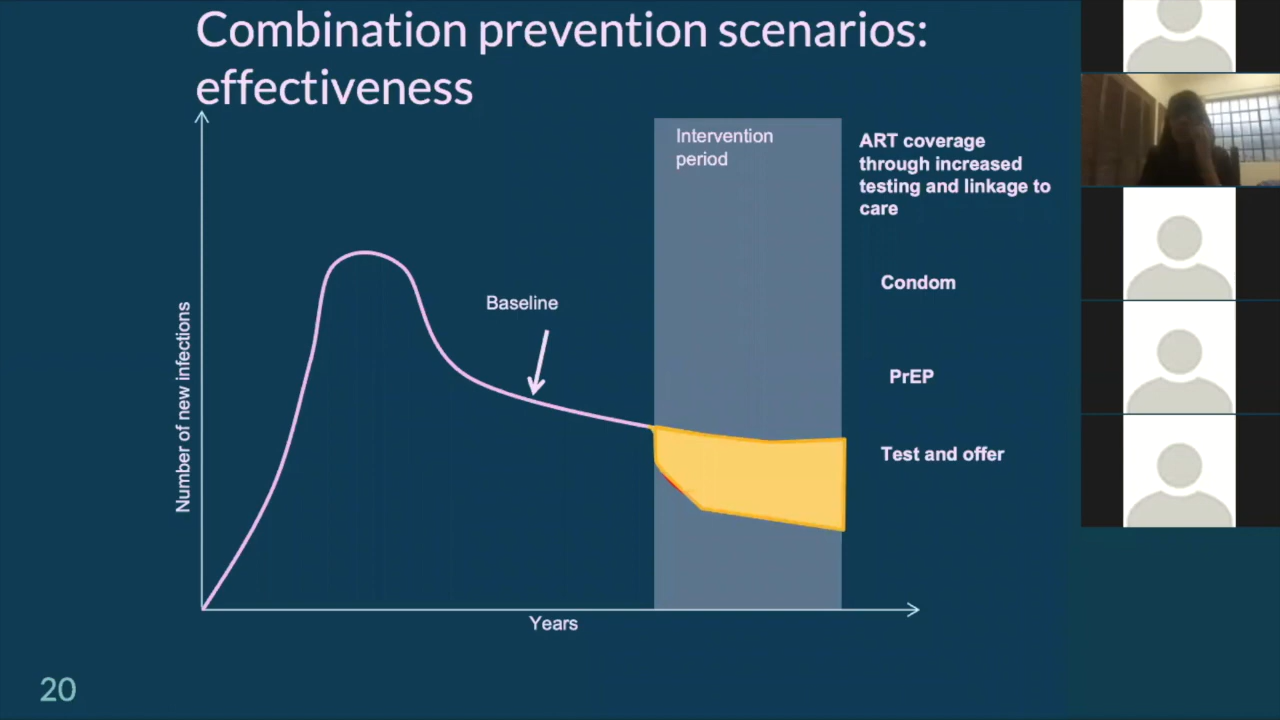 Combination prevention scenarios:
effectiveness
Intervention
period
ART coverage
through increased
testing and linkage to
care
Condom
Baseline
PrEP
Test and offer
Number of new infections
Years
20